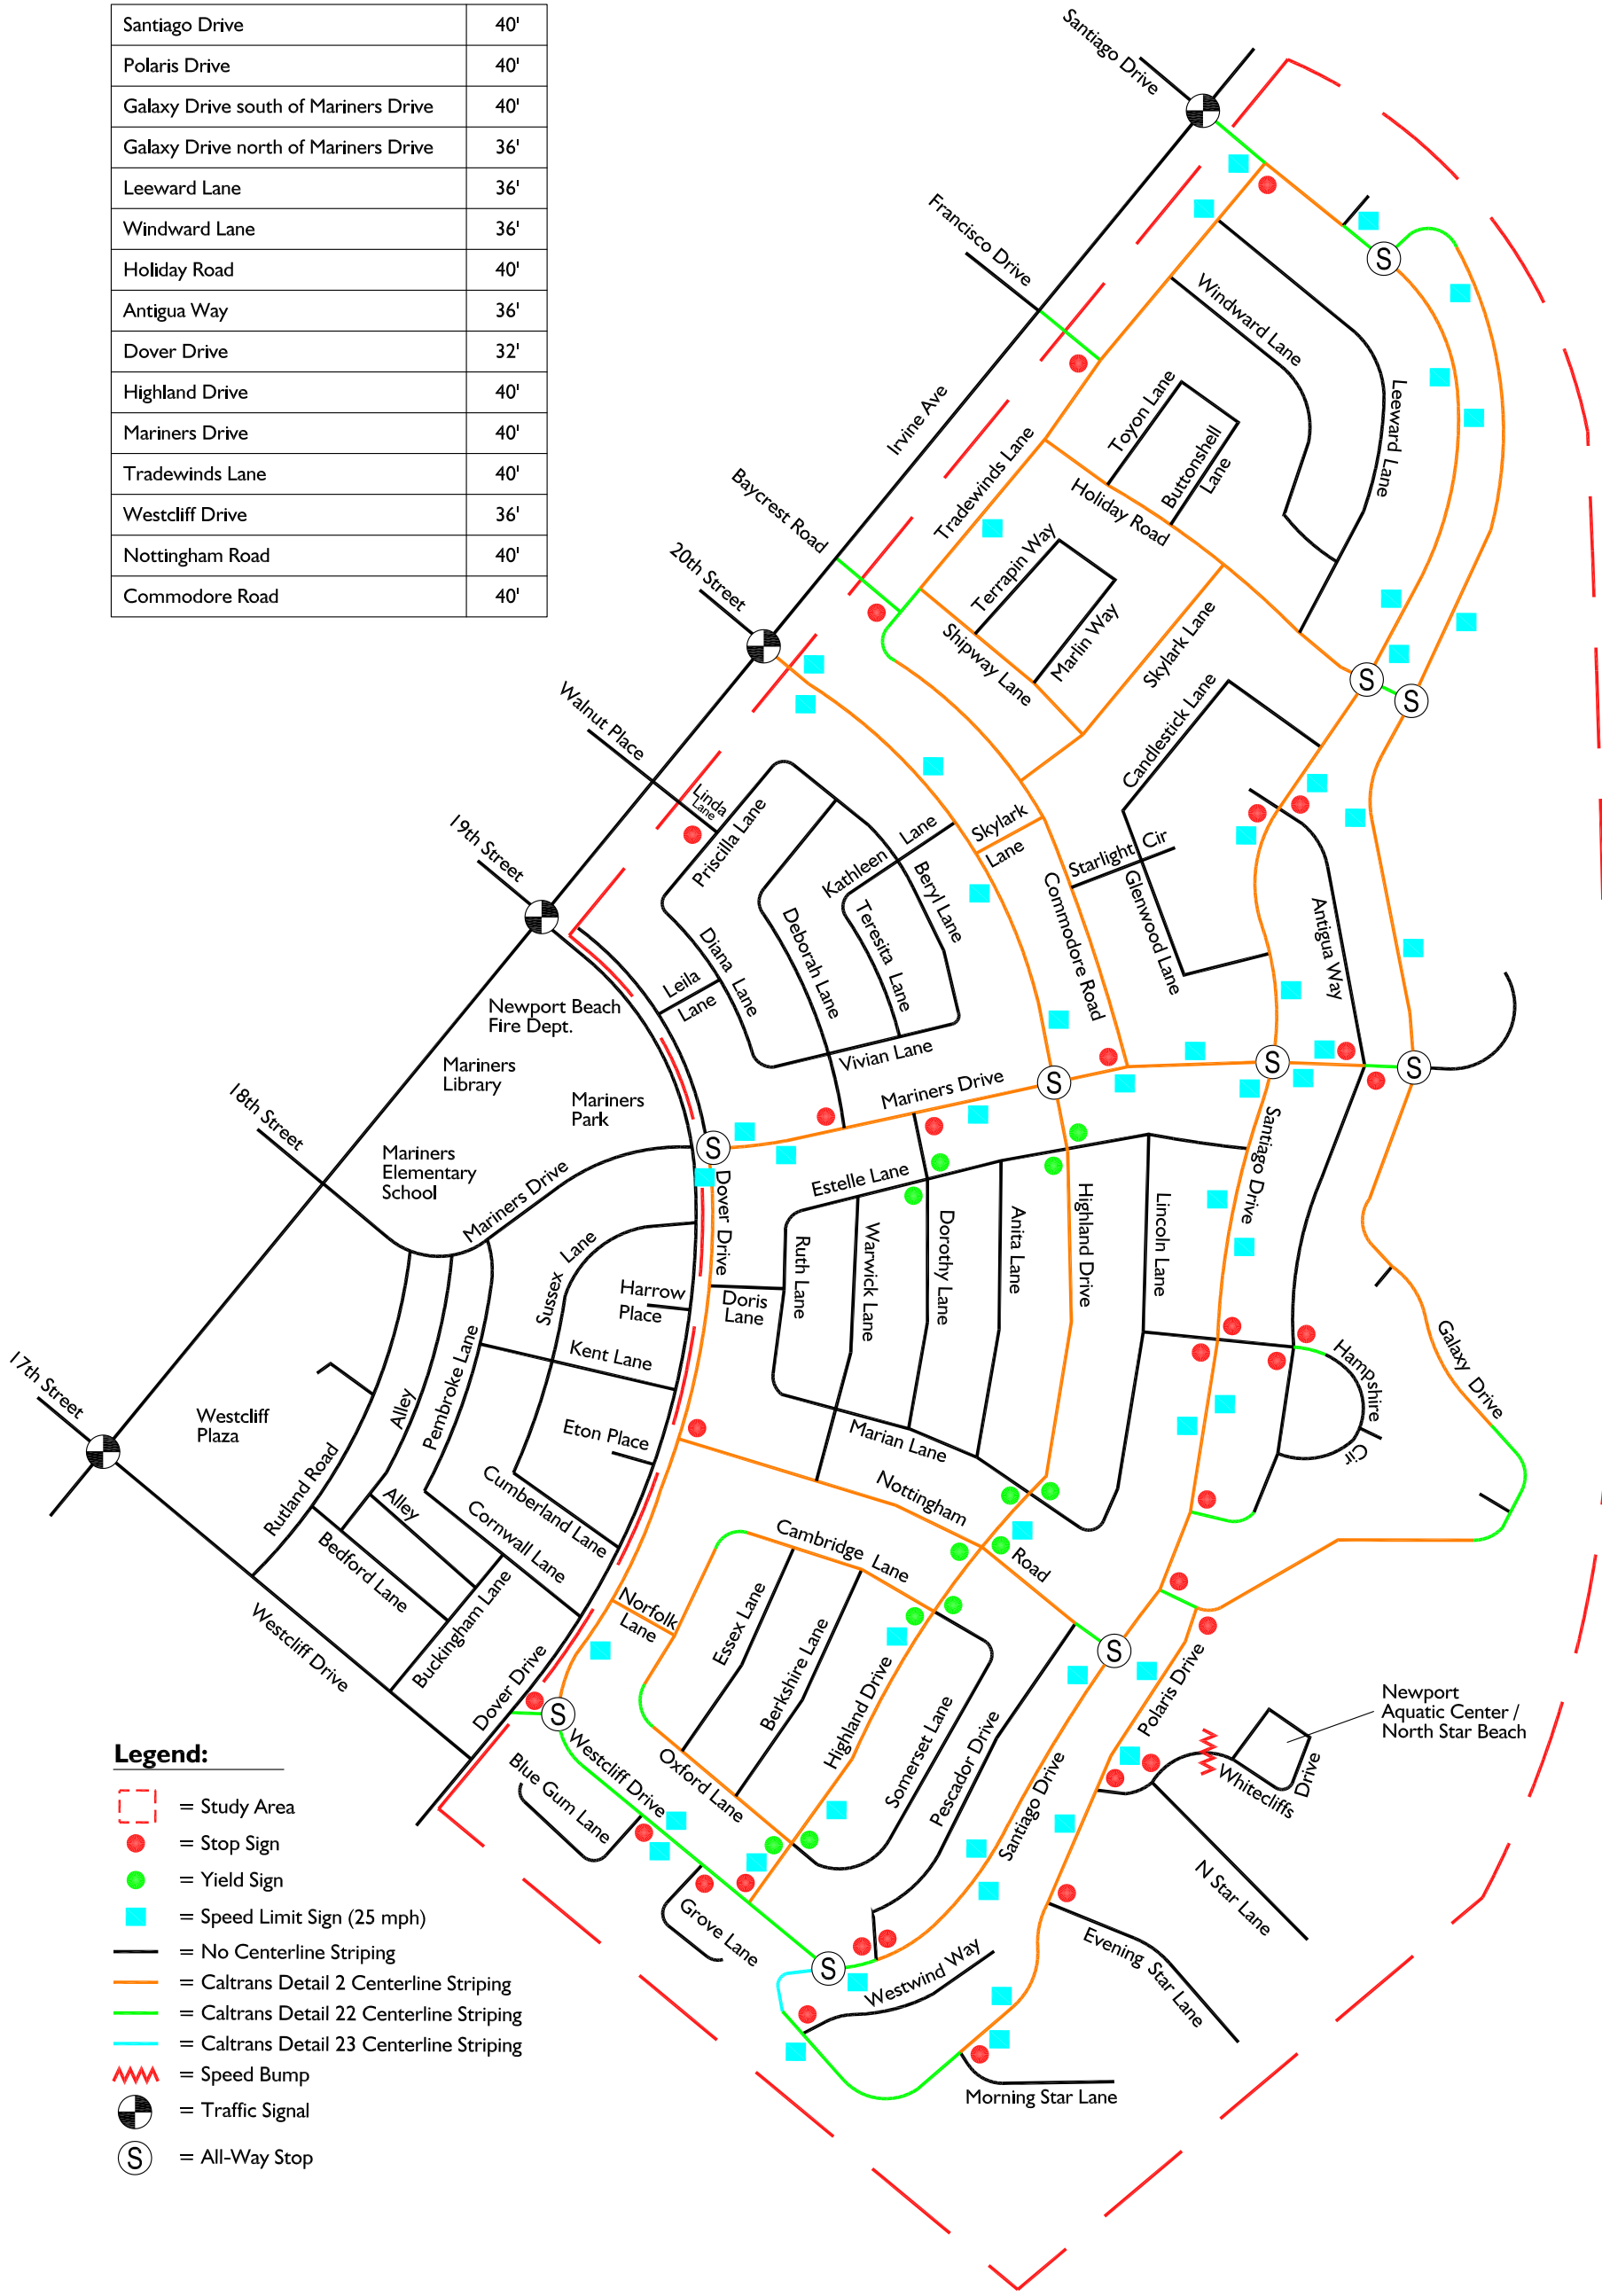 Santiago Drive 40'
Polaris Drive 40'
Galaxy Drive south of Mariners Drive 40'
Galaxy Drive north of Mariners Drive 36'
Leeward Lane 36'
Windward Lane 36'
Holiday Road 40'
Antigua Way 36'
Dover Drive 32'
Highland Drive 40'
Mariners Drive 40'
Tradewinds Lane 40'
Westcliff Drive 36'
Nottingham Road 40'
Commodore Road 40'
Santiago Drive
Francisco Drive
Irvine Ave
Baycrest Road
20th Street
Walnut Place
19th Street
18th Street
17th Street
Windward Lane
Leeward Lane
Toyon Lane
Buttonshell
Lane
Holiday Road
Tradewinds Lane
Terrapin Way
Marlin Way
Shipway Lane
Skylark Lane
Candlestick Lane
S
S
S
Linda
Lane
Priscilla Lane
Kathleen Lane
Skylark
Lane
Starlight Cir
Glenwood Lane
Beryl Lane
Teresita Lane
Deborah Lane
Diana Lane
Leila
Lane
Commodore Road
Antigua Way
Vivian Lane
Newport Beach
Fire Dept.
Mariners
Library
Mariners
Park
Mariners
Elementary
School
Mariners Drive
Mariners Drive
S
S
S
S
Dover Drive
Estelle Lane
Santiago Drive
Sussex Lane
Harrow
Place
Doris
Lane
Ruth Lane
Warwick Lane
Dorothy Lane
Anita Lane
Highland Drive
Lincoln Lane
Kent Lane
Pembroke Lane
Alley
Eton Place
Marian Lane
Hampshire
Cir
Galaxy Drive
Westcliff
Plaza
Rutland Road
Alley
Cumberland Lane
Cornwall Lane
Bedford Lane
Buckingham Lane
Westcliff Drive
Nottingham
Road
Cambridge Lane
Norfolk
Lane
Essex Lane
Berkshire Lane
Highland Drive
Somerset Lane
Pescador Drive
S
S
Dover Drive
Polaris Drive
Newport
Aquatic Center /
North Star Beach
Whitecliffs
Drive
Westcliff Drive
Oxford Lane
Blue Gum Lane
Santiago Drive
Grove Lane
N Star Lane
Evening Star Lane
S
Westwind Way
Morning Star Lane
Legend:
= Study Area
= Stop Sign
= Yield Sign
= Speed Limit Sign (25 mph)
= No Centerline Striping
= Caltrans Detail 2 Centerline Striping
= Caltrans Detail 22 Centerline Striping
= Caltrans Detail 23 Centerline Striping
= Speed Bump
= Traffic Signal
S = All-Way Stop